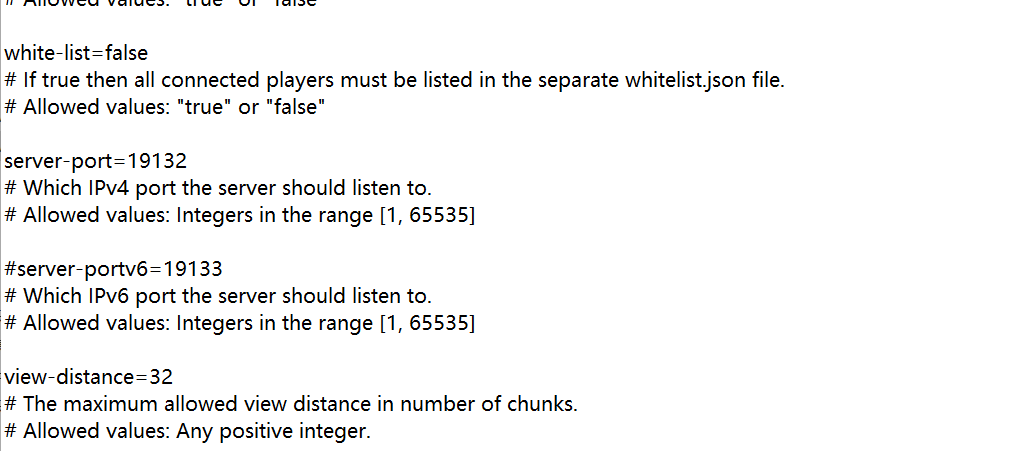 # Allowed values: "true" or "false"
white-list=false
# If true then all connected players must be listed in the separate whitelist.json file.
# Allowed values: "true" or "false"
server-port=19132
# Which IPv4 port the server should listen to.
# Allowed values: Integers in the range [1, 65535]
#server-portv6=19133
# Which IPv6 port the server should listen to.
# Allowed values: Integers in the range [1, 65535]
view-distance=32
# The maximum allowed view distance in number of chunks.
# Allowed values: Any positive integer.